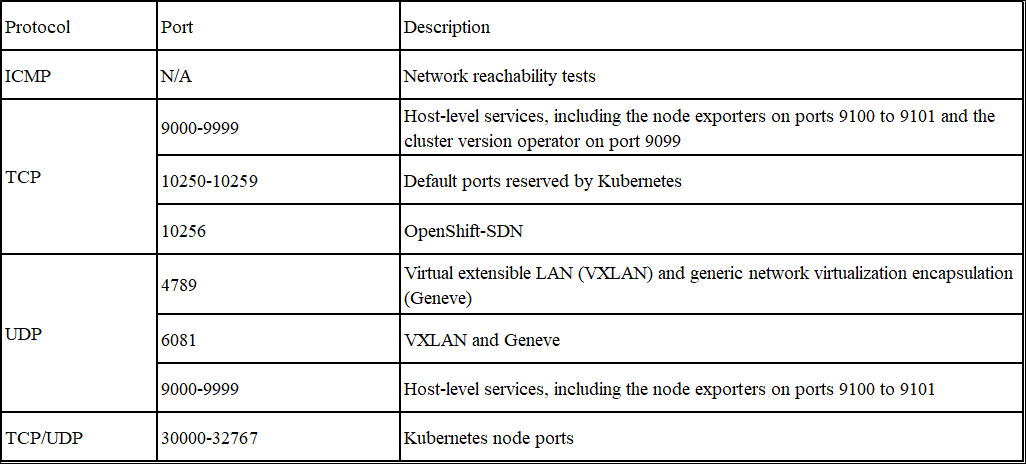 Protocol Port Description
ICMP N/A Network reachability tests
TCP 9000-9999 Host-level services, including the node exporters on ports 9100 to 9101 and the
cluster version operator on port 9099
10250-10259 Default ports reserved by Kubernetes
10256 OpenShift-SDN
UDP 4789 Virtual extensible LAN (VXLAN) and generic network virtualization encapsulation
(Geneve)
6081 VXLAN and Geneve
9000-9999 Host-level services, including the node exporters on ports 9100 to 9101
TCP/UDP 30000-32767 Kubernetes node ports